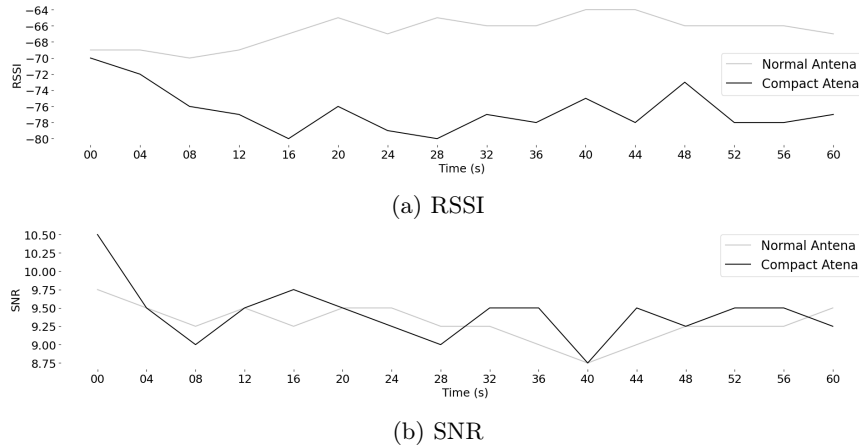 −64
−66
−68
−70
−72
−74
−76
−78
−80
RSSI
Normal Antena
Compact Atena
00 04 08 12 16 20 24 28 32 36 40 44 48 52 56 60
Time (s)
(a) RSSI
10.50
10.25
10.00
9.75
9.50
9.25
9.00
8.75
SNR
Normal Antena
Compact Atena
00 04 08 12 16 20 24 28 32 36 40 44 48 52 56 60
Time (s)
(b) SNR